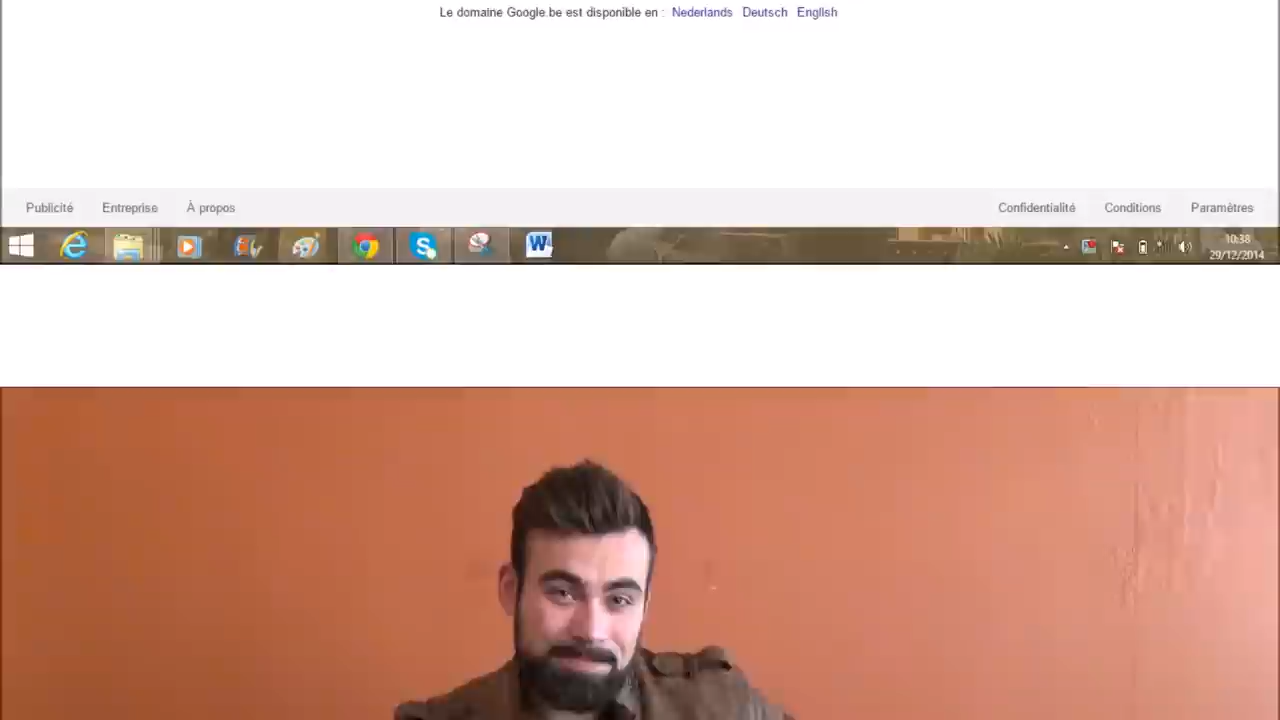 Le domaine Google.be est disponible en : Nederlands Deutsch English
Publicité Entreprise À propos Confidentialité Conditions Paramètres
10:38
29/12/2014